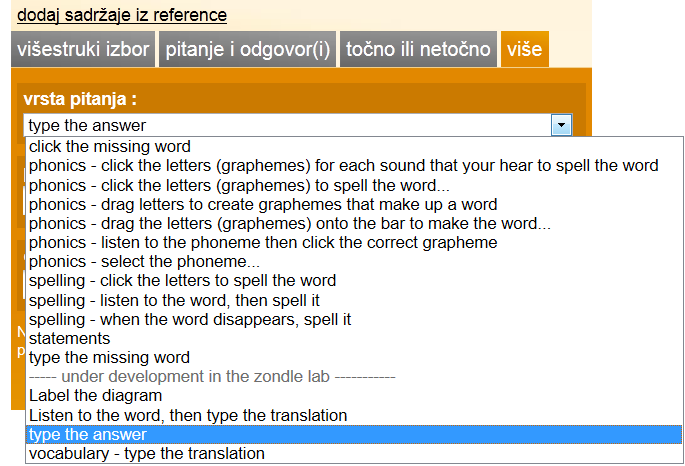 dodaj sadržaje iz reference
višestruki izbor pitanje i odgovor(i) točno ili netočno više
vrsta pitanja :
type the answer
click the missing word
phonics - click the letters (graphemes) for each sound that your hear to spell the word
phonics - click the letters (graphemes) to spell the word...
phonics - drag letters to create graphemes that make up a word
phonics - drag the letters (graphemes) onto the bar to make the word...
phonics - listen to the phoneme then click the correct grapheme
phonics - select the phoneme...
spelling - click the letters to spell the word
spelling - listen to the word, then spell it
spelling - when the word disappears, spell it
statements
type the missing word
----- under development in the zondle lab -----------
Label the diagram
Listen to the word, then type the translation
type the answer
vocabulary - type the translation